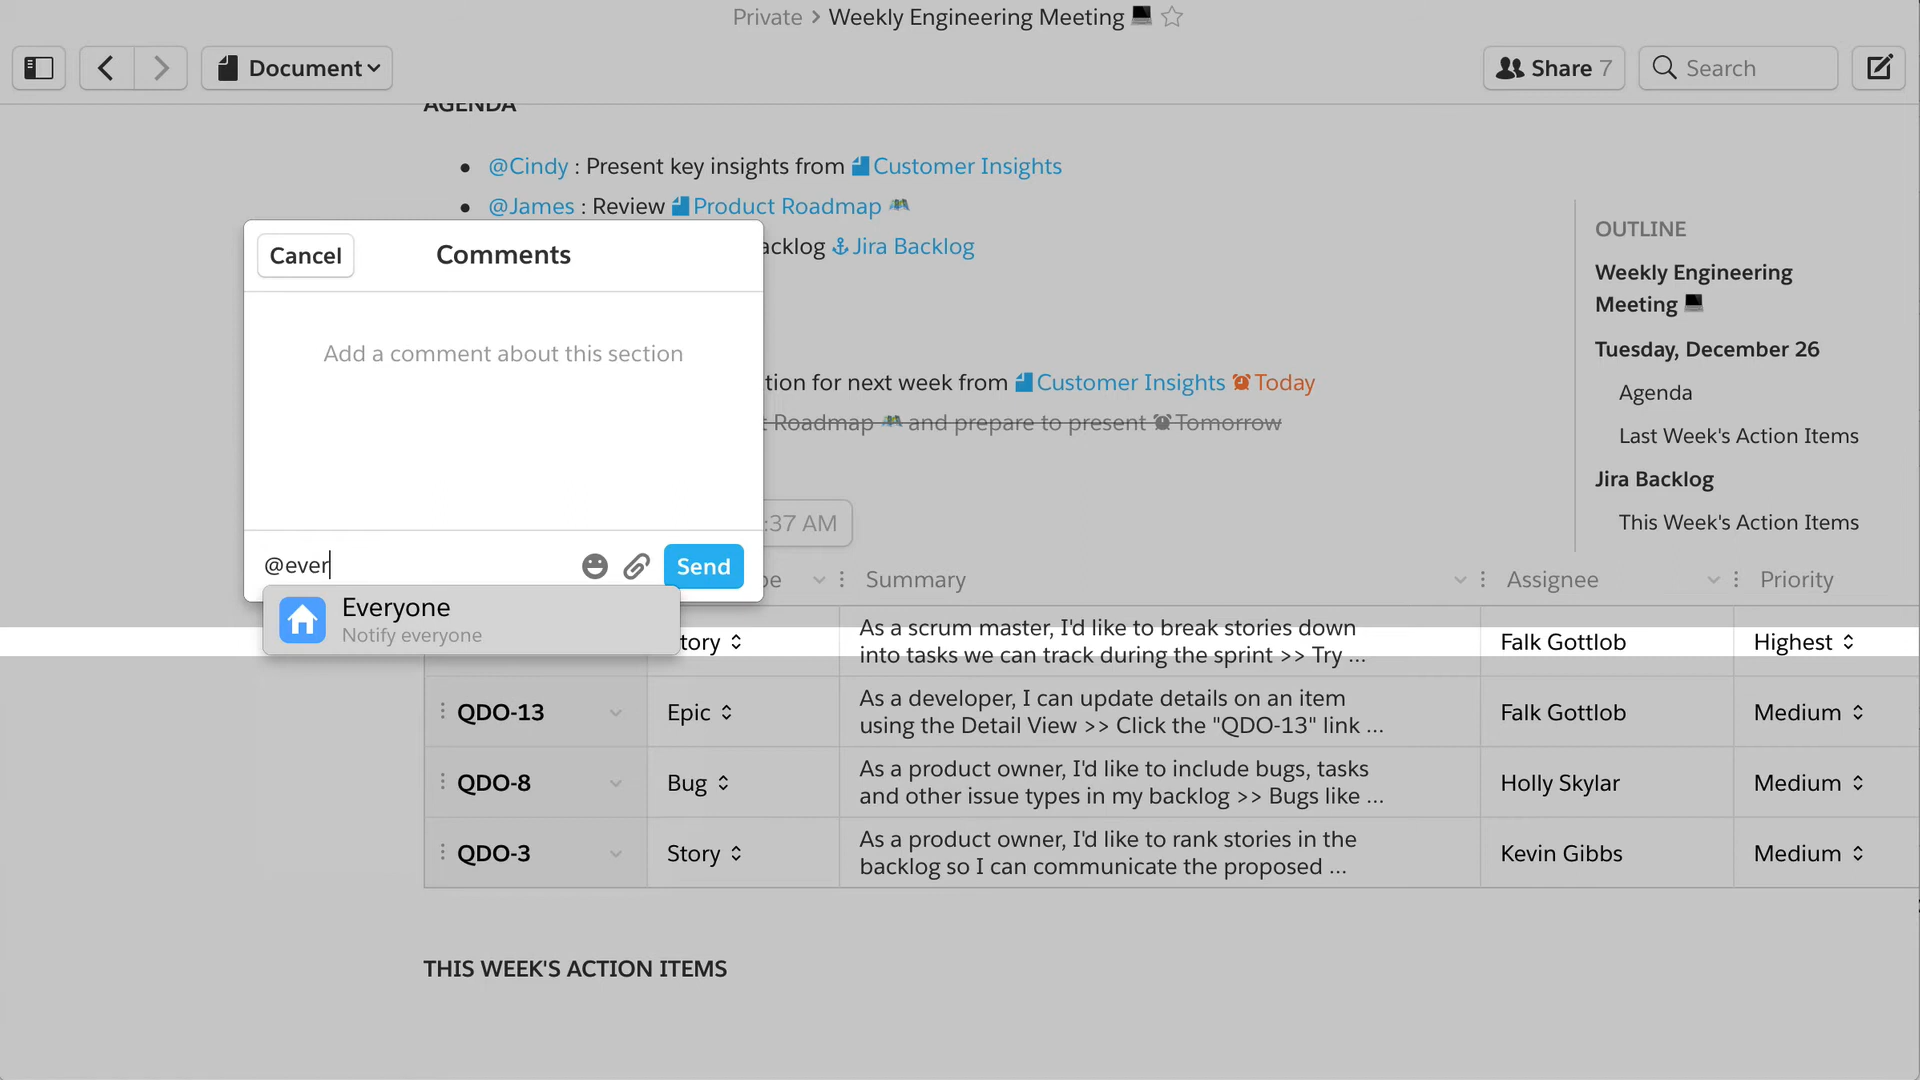 Private > Weekly Engineering Meeting
Document
Share 7
Search
AGENDA
• @Cindy : Present key insights from Customer Insights
• @James : Review Product Roadmap
acklog Jira Backlog
Cancel
Comments
Add a comment about this section
tion for next week from Customer Insights Today
t Roadmap and prepare to present Tomorrow
:37 AM
@ever
Send
Everyone
Notify everyone
OUTLINE
Weekly Engineering
Meeting
Tuesday, December 26
Agenda
Last Week's Action Items
Jira Backlog
This Week's Action Items
pe Summary Assignee Priority
tory As a scrum master, I'd like to break stories down Falk Gottlob Highest
into tasks we can track during the sprint >> Try ...
QDO-13 Epic As a developer, I can update details on an item Falk Gottlob Medium
using the Detail View >> Click the "QDO-13" link ...
QDO-8 Bug As a product owner, I'd like to include bugs, tasks Holly Skylar Medium
and other issue types in my backlog >> Bugs like ...
QDO-3 Story As a product owner, I'd like to rank stories in the Kevin Gibbs Medium
backlog so I can communicate the proposed ...
THIS WEEK'S ACTION ITEMS